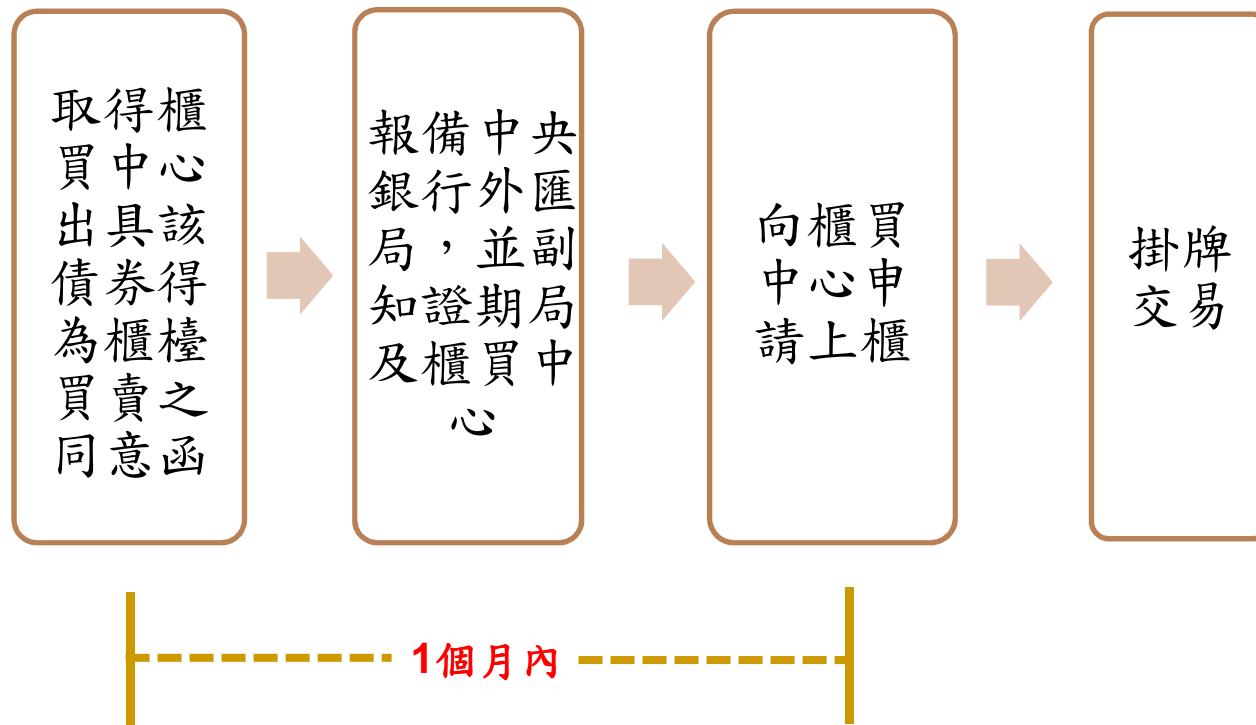 取得櫃
買中心
出具該
債券得
為櫃檯
買賣之
同意函
報備中央
銀行外匯
局，並副
知證期局
及櫃買中
心
向櫃買
中心申
請上櫃
掛牌
交易
1個月內